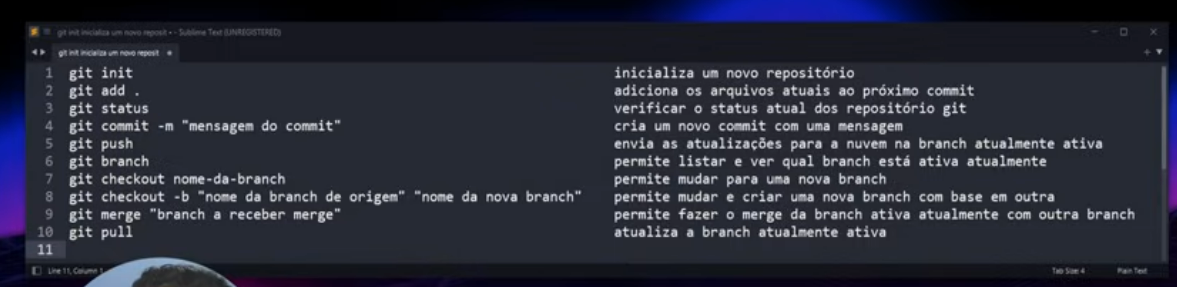 git init inicializa um novo reposit • - Sublime Text (UNREGISTERED)
git init inicializa um novo reposit
1 git init inicializa um novo repositório
2 git add . adiciona os arquivos atuais ao próximo commit
3 git status verificar o status atual dos repositório git
4 git commit -m "mensagem do commit" cria um novo commit com uma mensagem
5 git push envia as atualizações para a nuvem na branch atualmente ativa
6 git branch permite listar e ver qual branch está ativa atualmente
7 git checkout nome-da-branch permite mudar para uma nova branch
8 git checkout -b "nome da branch de origem" "nome da nova branch" permite mudar e criar uma nova branch com base em outra
9 git merge "branch a receber merge" permite fazer o merge da branch ativa atualmente com outra branch
10 git pull atualiza a branch atualmente ativa
11
Line 11, Column 1 Tab Size 4 Plain Text